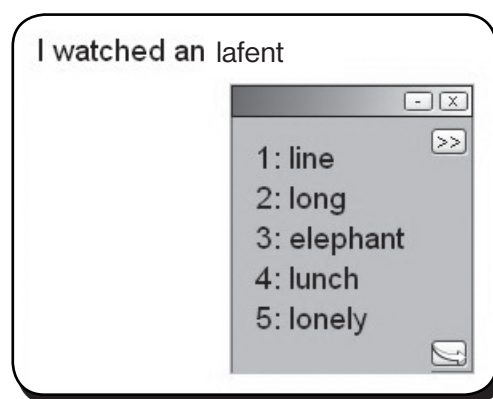 I watched an lafent
- x
>>
1: line
2: long
3: elephant
4: lunch
5: lonely